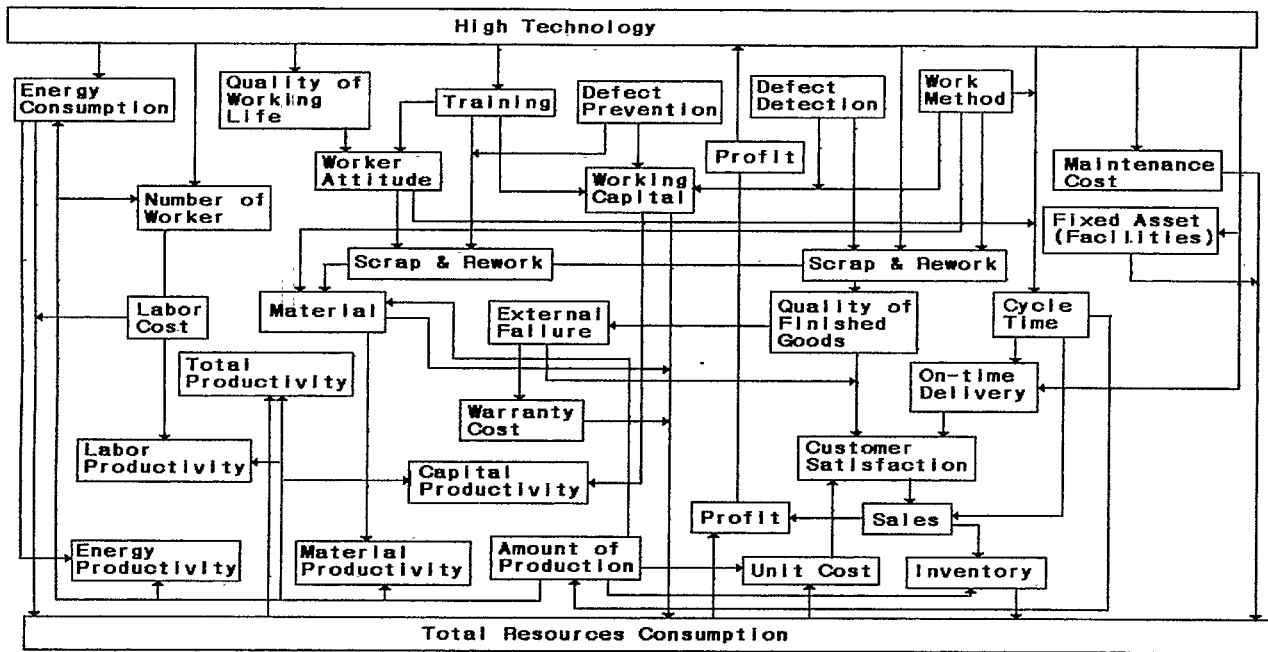 High Technology
Energy
Consumption
Quality of
Working
Life
Training
Defect
Prevention
Defect
Detection
Work
Method
Worker
Attitude
Profit
Working
Capital
Maintenance
Cost
Number of
Worker
Fixed Asset
(Facilities)
Scrap & Rework
Scrap & Rework
Labor
Cost
Material
External
Failure
Quality of
Finished
Goods
Cycle
Time
Total
Productivity
On-time
Delivery
Warranty
Cost
Labor
Productivity
Capital
Productivity
Customer
Satisfaction
Profit
Sales
Energy
Productivity
Material
Productivity
Amount of
Production
Unit Cost
Inventory
Total Resources Consumption